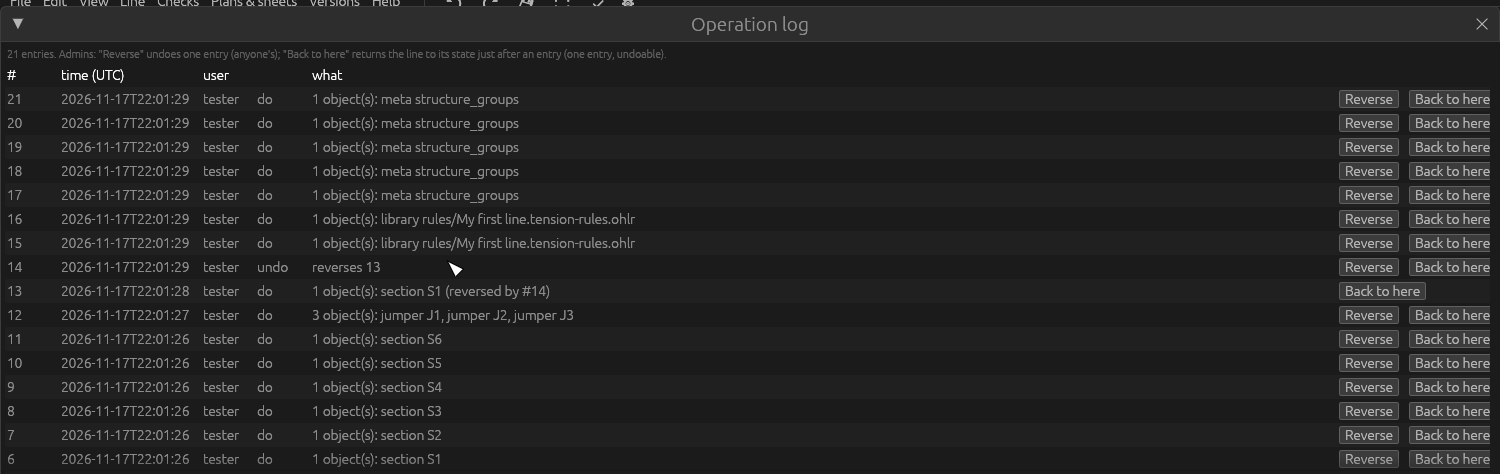 File Edit View Line Checks Plans & sheets Versions Help
▼ Operation log ×
21 entries. Admins: "Reverse" undoes one entry (anyone's); "Back to here" returns the line to its state just after an entry (one entry, undoable).
# time (UTC) user what
21 2026-11-17T22:01:29 tester do 1 object(s): meta structure_groups Reverse Back to here
20 2026-11-17T22:01:29 tester do 1 object(s): meta structure_groups Reverse Back to here
19 2026-11-17T22:01:29 tester do 1 object(s): meta structure_groups Reverse Back to here
18 2026-11-17T22:01:29 tester do 1 object(s): meta structure_groups Reverse Back to here
17 2026-11-17T22:01:29 tester do 1 object(s): meta structure_groups Reverse Back to here
16 2026-11-17T22:01:29 tester do 1 object(s): library rules/My first line.tension-rules.ohlr Reverse Back to here
15 2026-11-17T22:01:29 tester do 1 object(s): library rules/My first line.tension-rules.ohlr Reverse Back to here
14 2026-11-17T22:01:29 tester undo reverses 13 Reverse Back to here
13 2026-11-17T22:01:28 tester do 1 object(s): section S1 (reversed by #14) Back to here
12 2026-11-17T22:01:27 tester do 3 object(s): jumper J1, jumper J2, jumper J3 Reverse Back to here
11 2026-11-17T22:01:26 tester do 1 object(s): section S6 Reverse Back to here
10 2026-11-17T22:01:26 tester do 1 object(s): section S5 Reverse Back to here
9 2026-11-17T22:01:26 tester do 1 object(s): section S4 Reverse Back to here
8 2026-11-17T22:01:26 tester do 1 object(s): section S3 Reverse Back to here
7 2026-11-17T22:01:26 tester do 1 object(s): section S2 Reverse Back to here
6 2026-11-17T22:01:26 tester do 1 object(s): section S1 Reverse Back to here